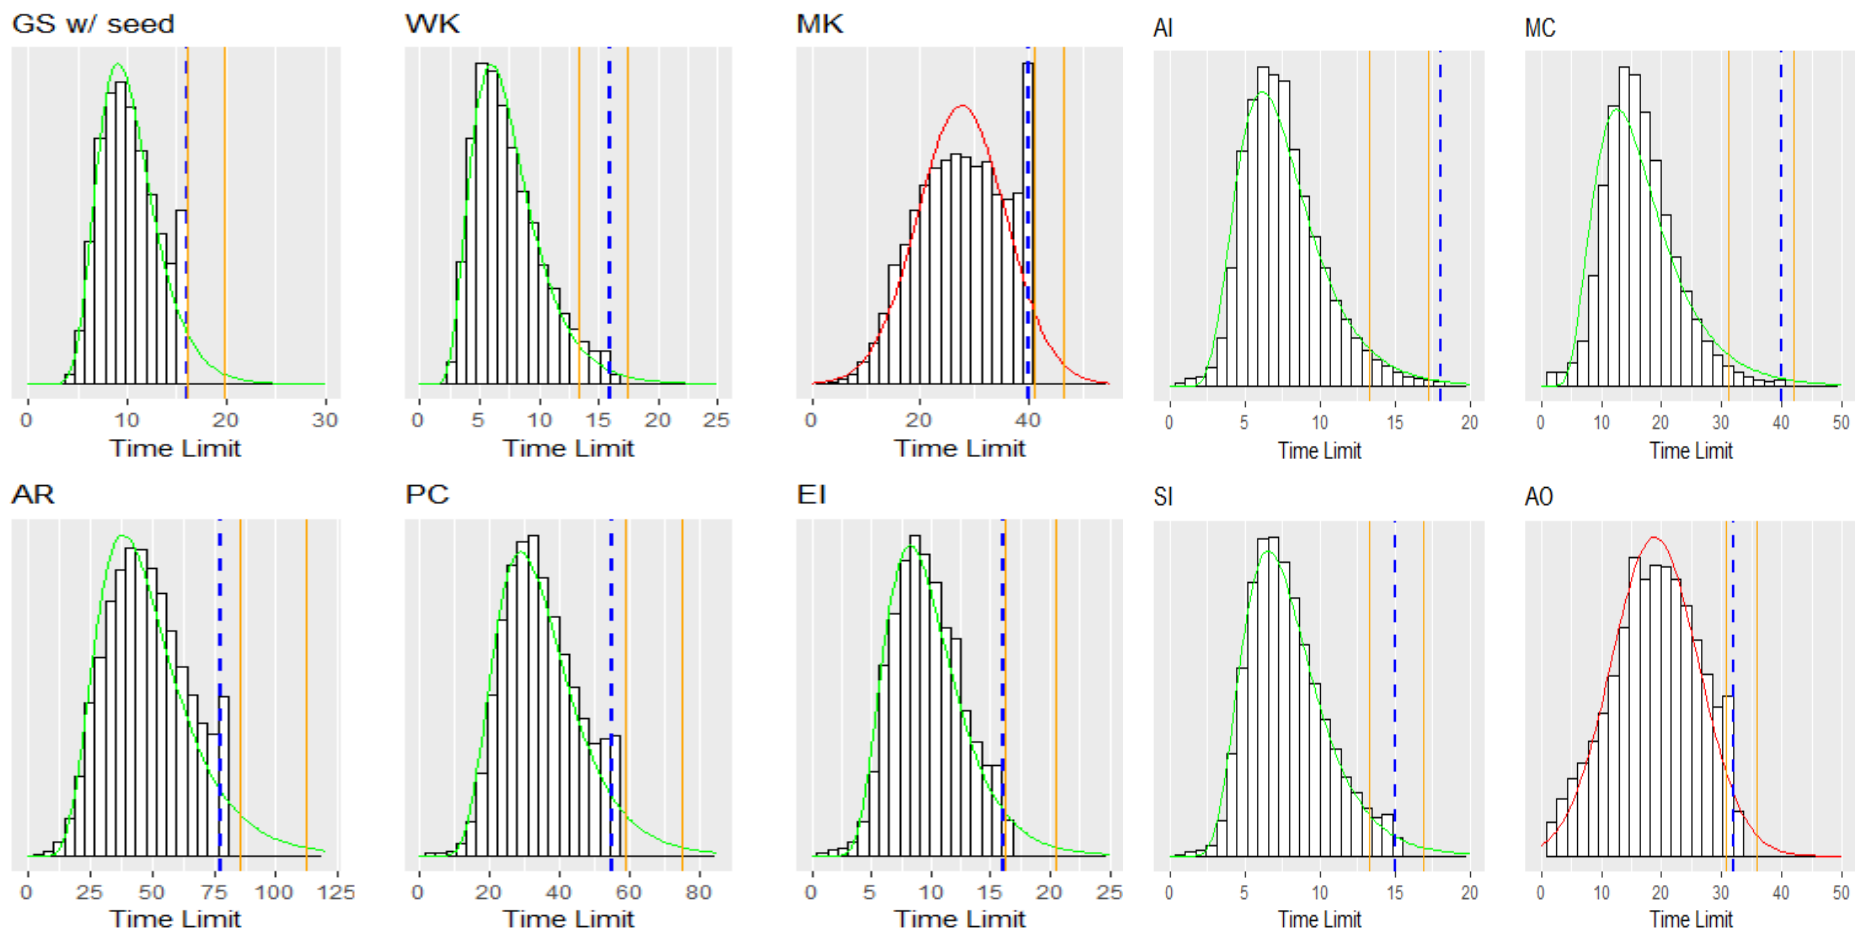 GS w/ seed
WK
MK
AI
MC
0 10 20 30
0 5 10 15 20 25
0 20 40
0 5 10 15 20
0 10 20 30 40 50
Time Limit
Time Limit
Time Limit
Time Limit
Time Limit
AR
PC
EI
SI
AO
0 25 50 75 100 125
0 20 40 60 80
0 5 10 15 20 25
0 5 10 15 20
0 10 20 30 40 50
Time Limit
Time Limit
Time Limit
Time Limit
Time Limit